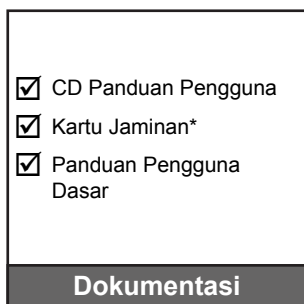 CD Panduan Pengguna
Kartu Jaminan*
Panduan Pengguna
Dasar
Dokumentasi